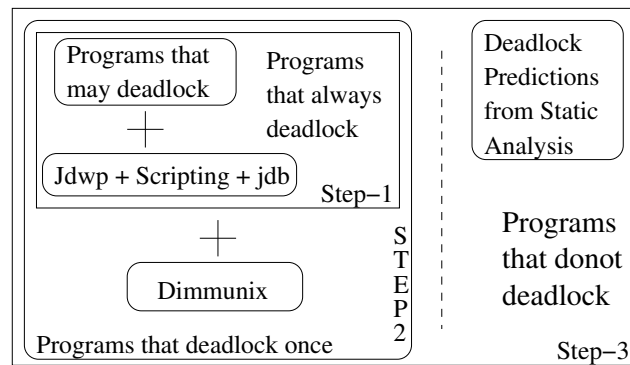 Programs that
may deadlock
Programs
that always
deadlock
Jdwp + Scripting + jdb
Step-1
Dimmunix
STEP2
Programs that deadlock once
Deadlock
Predictions
from Static
Analysis
Programs
that donot
deadlock
Step-3